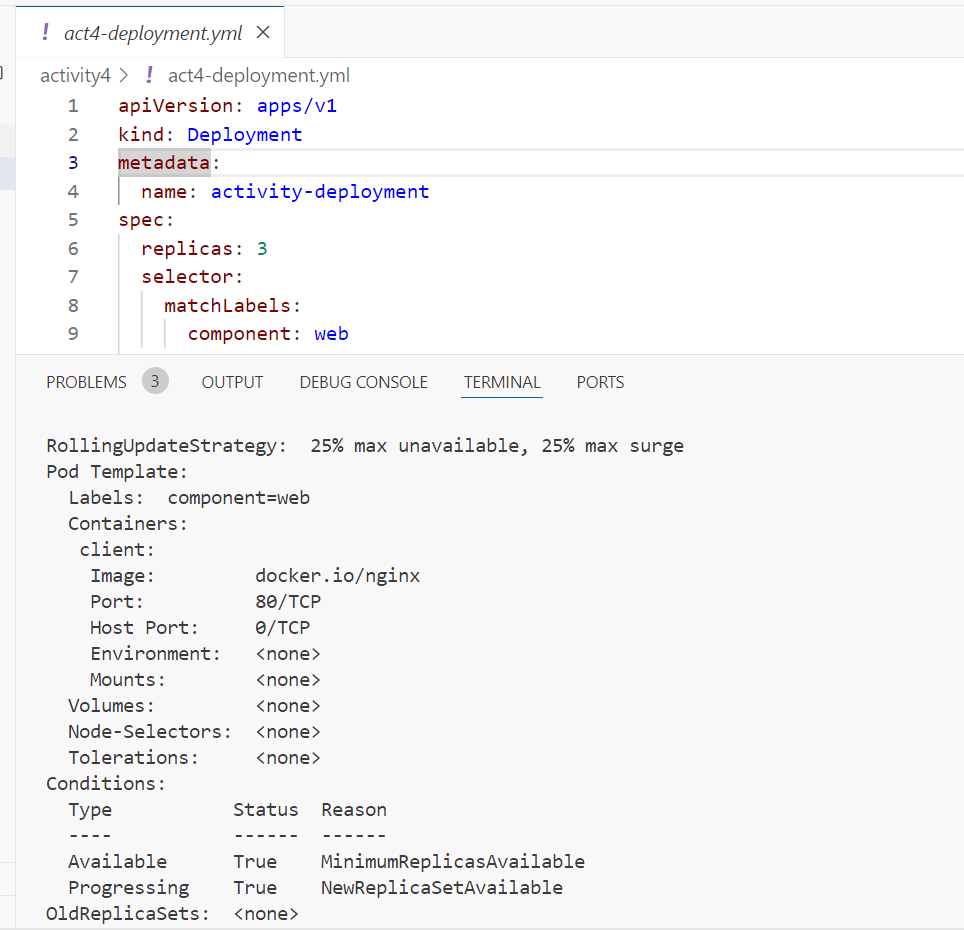 ! act4-deployment.yml ×
activity4 > ! act4-deployment.yml
1 apiVersion: apps/v1
2 kind: Deployment
3 metadata:
4   name: activity-deployment
5 spec:
6   replicas: 3
7   selector:
8     matchLabels:
9       component: web
PROBLEMS 3 OUTPUT DEBUG CONSOLE TERMINAL PORTS
RollingUpdateStrategy:  25% max unavailable, 25% max surge
Pod Template:
  Labels:  component=web
  Containers:
   client:
    Image:         docker.io/nginx
    Port:          80/TCP
    Host Port:     0/TCP
    Environment:   <none>
    Mounts:        <none>
  Volumes:         <none>
  Node-Selectors:  <none>
  Tolerations:     <none>
Conditions:
  Type           Status  Reason
  ----           ------  ------
  Available      True    MinimumReplicasAvailable
  Progressing    True    NewReplicaSetAvailable
OldReplicaSets:  <none>